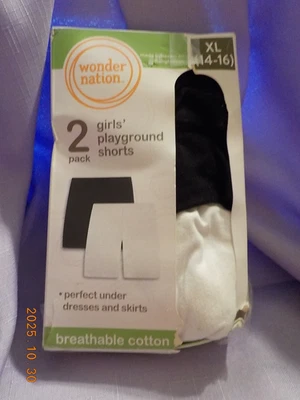 wonder
nation.
XL
(14-16)
2
pack
girls'
playground
shorts
• perfect under
dresses and skirts
breathable cotton
2025 10 30